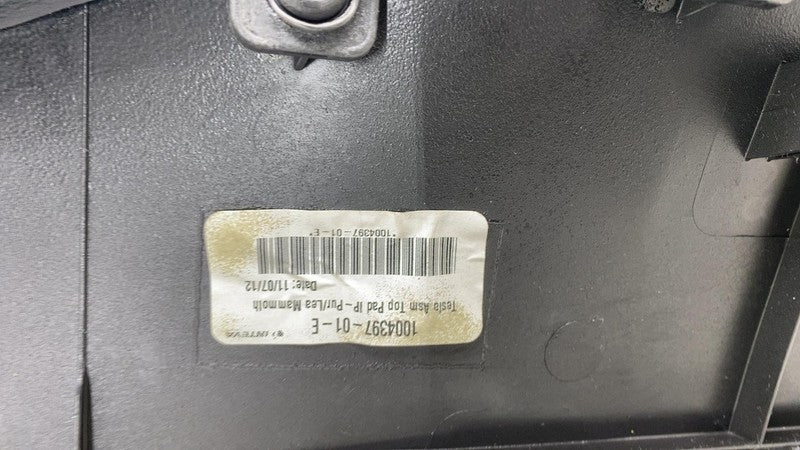 1004397-01-E
Tesla Asm Top Pad IP-Pur/Lea Mammoth
Date: 11/07/12
*1004397-01-E*